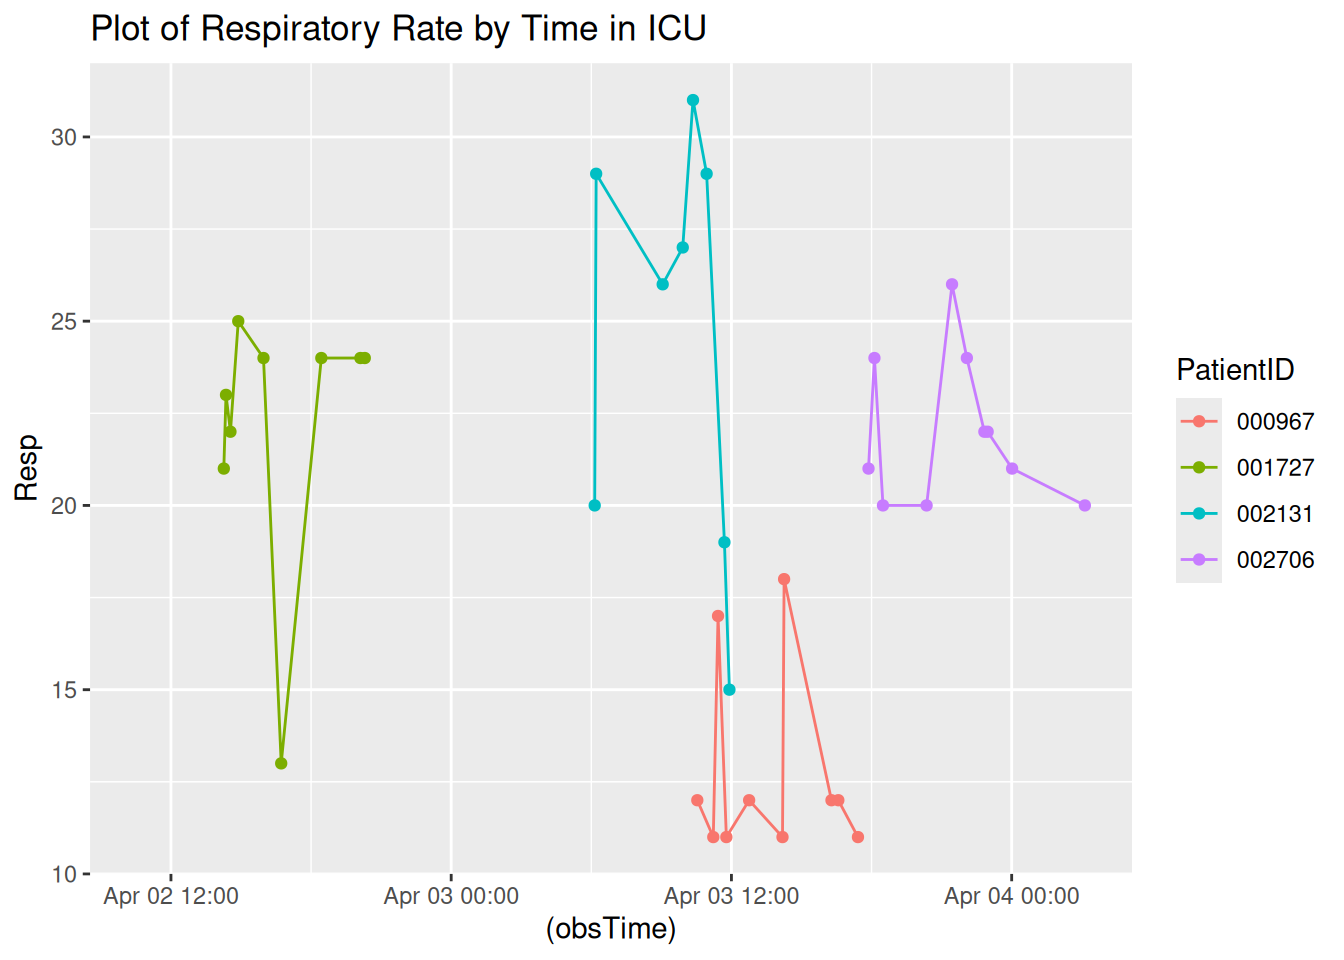 Plot of Respiratory Rate by Time in ICU
30
25
20
15
10
Resp
Apr 02 12:00
Apr 03 00:00
Apr 03 12:00
Apr 04 00:00
(obsTime)
PatientID
000967
001727
002131
002706